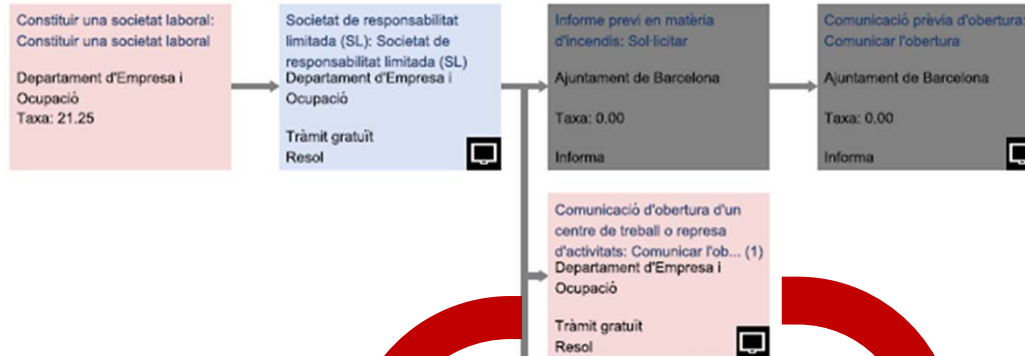 Constituir una societat laboral:
Constituir una societat laboral
Departament d'Empresa i
Ocupació
Taxa: 21.25
Societat de responsabilitat
limitada (SL): Societat de
responsabilitat limitada (SL)
Departament d'Empresa i
Ocupació
Tràmit gratuït
Resol
Informe previ en matèria
d'incendis: Sol·licitar
Ajuntament de Barcelona
Taxa: 0.00
Informa
Comunicació prèvia d'obertura:
Comunicar l'obertura
Ajuntament de Barcelona
Taxa: 0.00
Informa
Comunicació d'obertura d'un
centre de treball o represa
d'activitats: Comunicar l'ob... (1)
Departament d'Empresa i
Ocupació
Tràmit gratuït
Resol